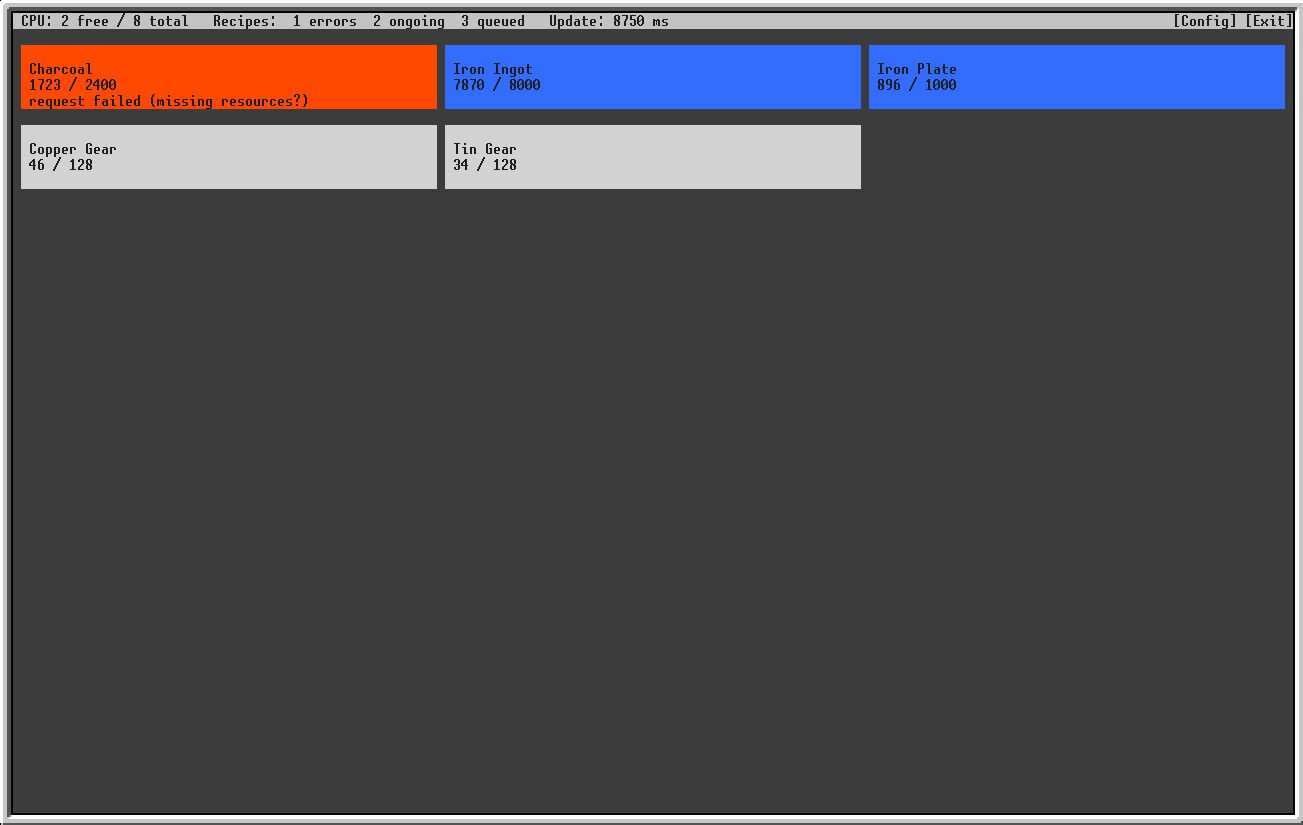 CPU: 2 free / 8 total   Recipes:  1 errors  2 ongoing  3 queued   Update: 8750 ms   [Config] [Exit]
Charcoal
1723 / 2400
request failed (missing resources?)
Iron Ingot
7870 / 8000
Iron Plate
896 / 1000
Copper Gear
46 / 128
Tin Gear
34 / 128